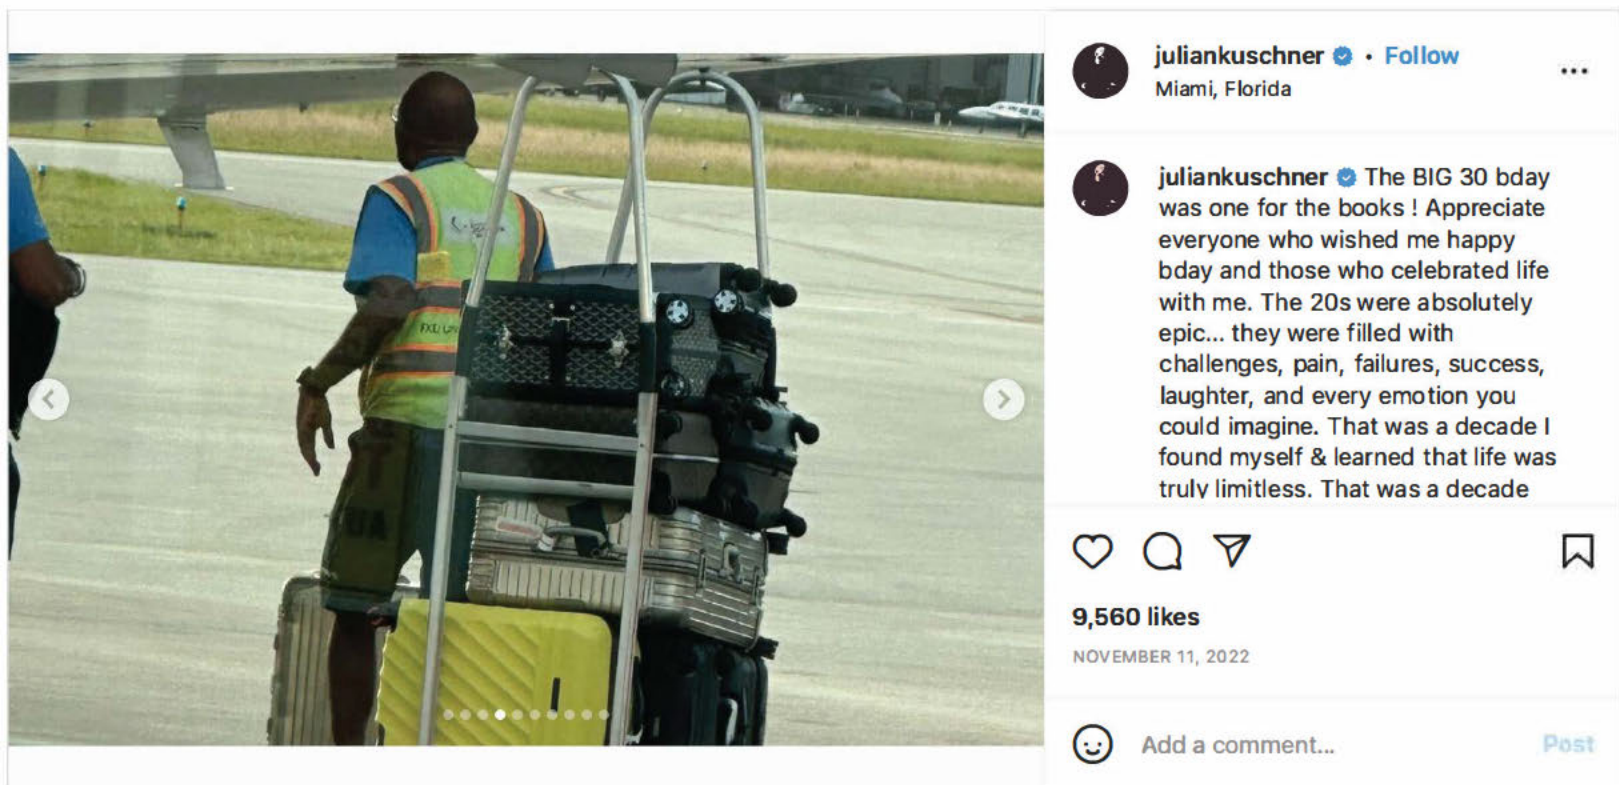 juliankuschner • Follow
Miami, Florida
juliankuschner The BIG 30 bday
was one for the books ! Appreciate
everyone who wished me happy
bday and those who celebrated life
with me. The 20s were absolutely
epic... they were filled with
challenges, pain, failures, success,
laughter, and every emotion you
could imagine. That was a decade I
found myself & learned that life was
truly limitless. That was a decade
9,560 likes
NOVEMBER 11, 2022
Add a comment... Post